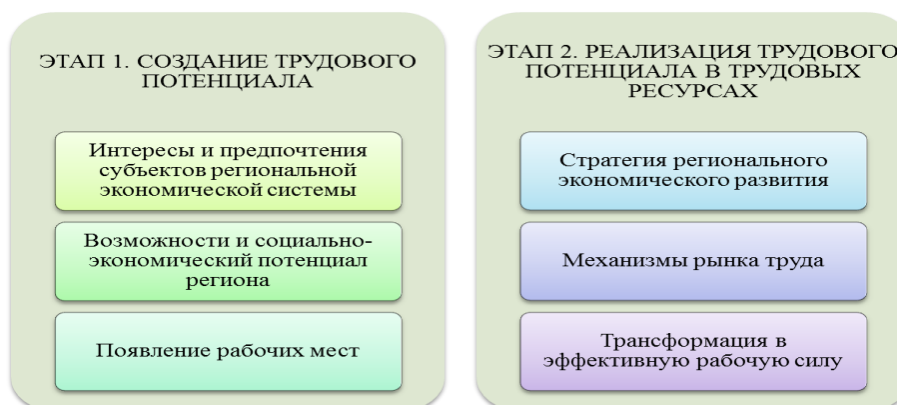 ЭТАП 1. СОЗДАНИЕ ТРУДОВОГО
ПОТЕНЦИАЛА
Интересы и предпочтения
субъектов региональной
экономической системы
Возможности и социально-
экономический потенциал
региона
Появление рабочих мест
ЭТАП 2. РЕАЛИЗАЦИЯ ТРУДОВОГО
ПОТЕНЦИАЛА В ТРУДОВЫХ
РЕСУРСАХ
Стратегия регионального
экономического развития
Механизмы рынка труда
Трансформация в
эффективную рабочую силу